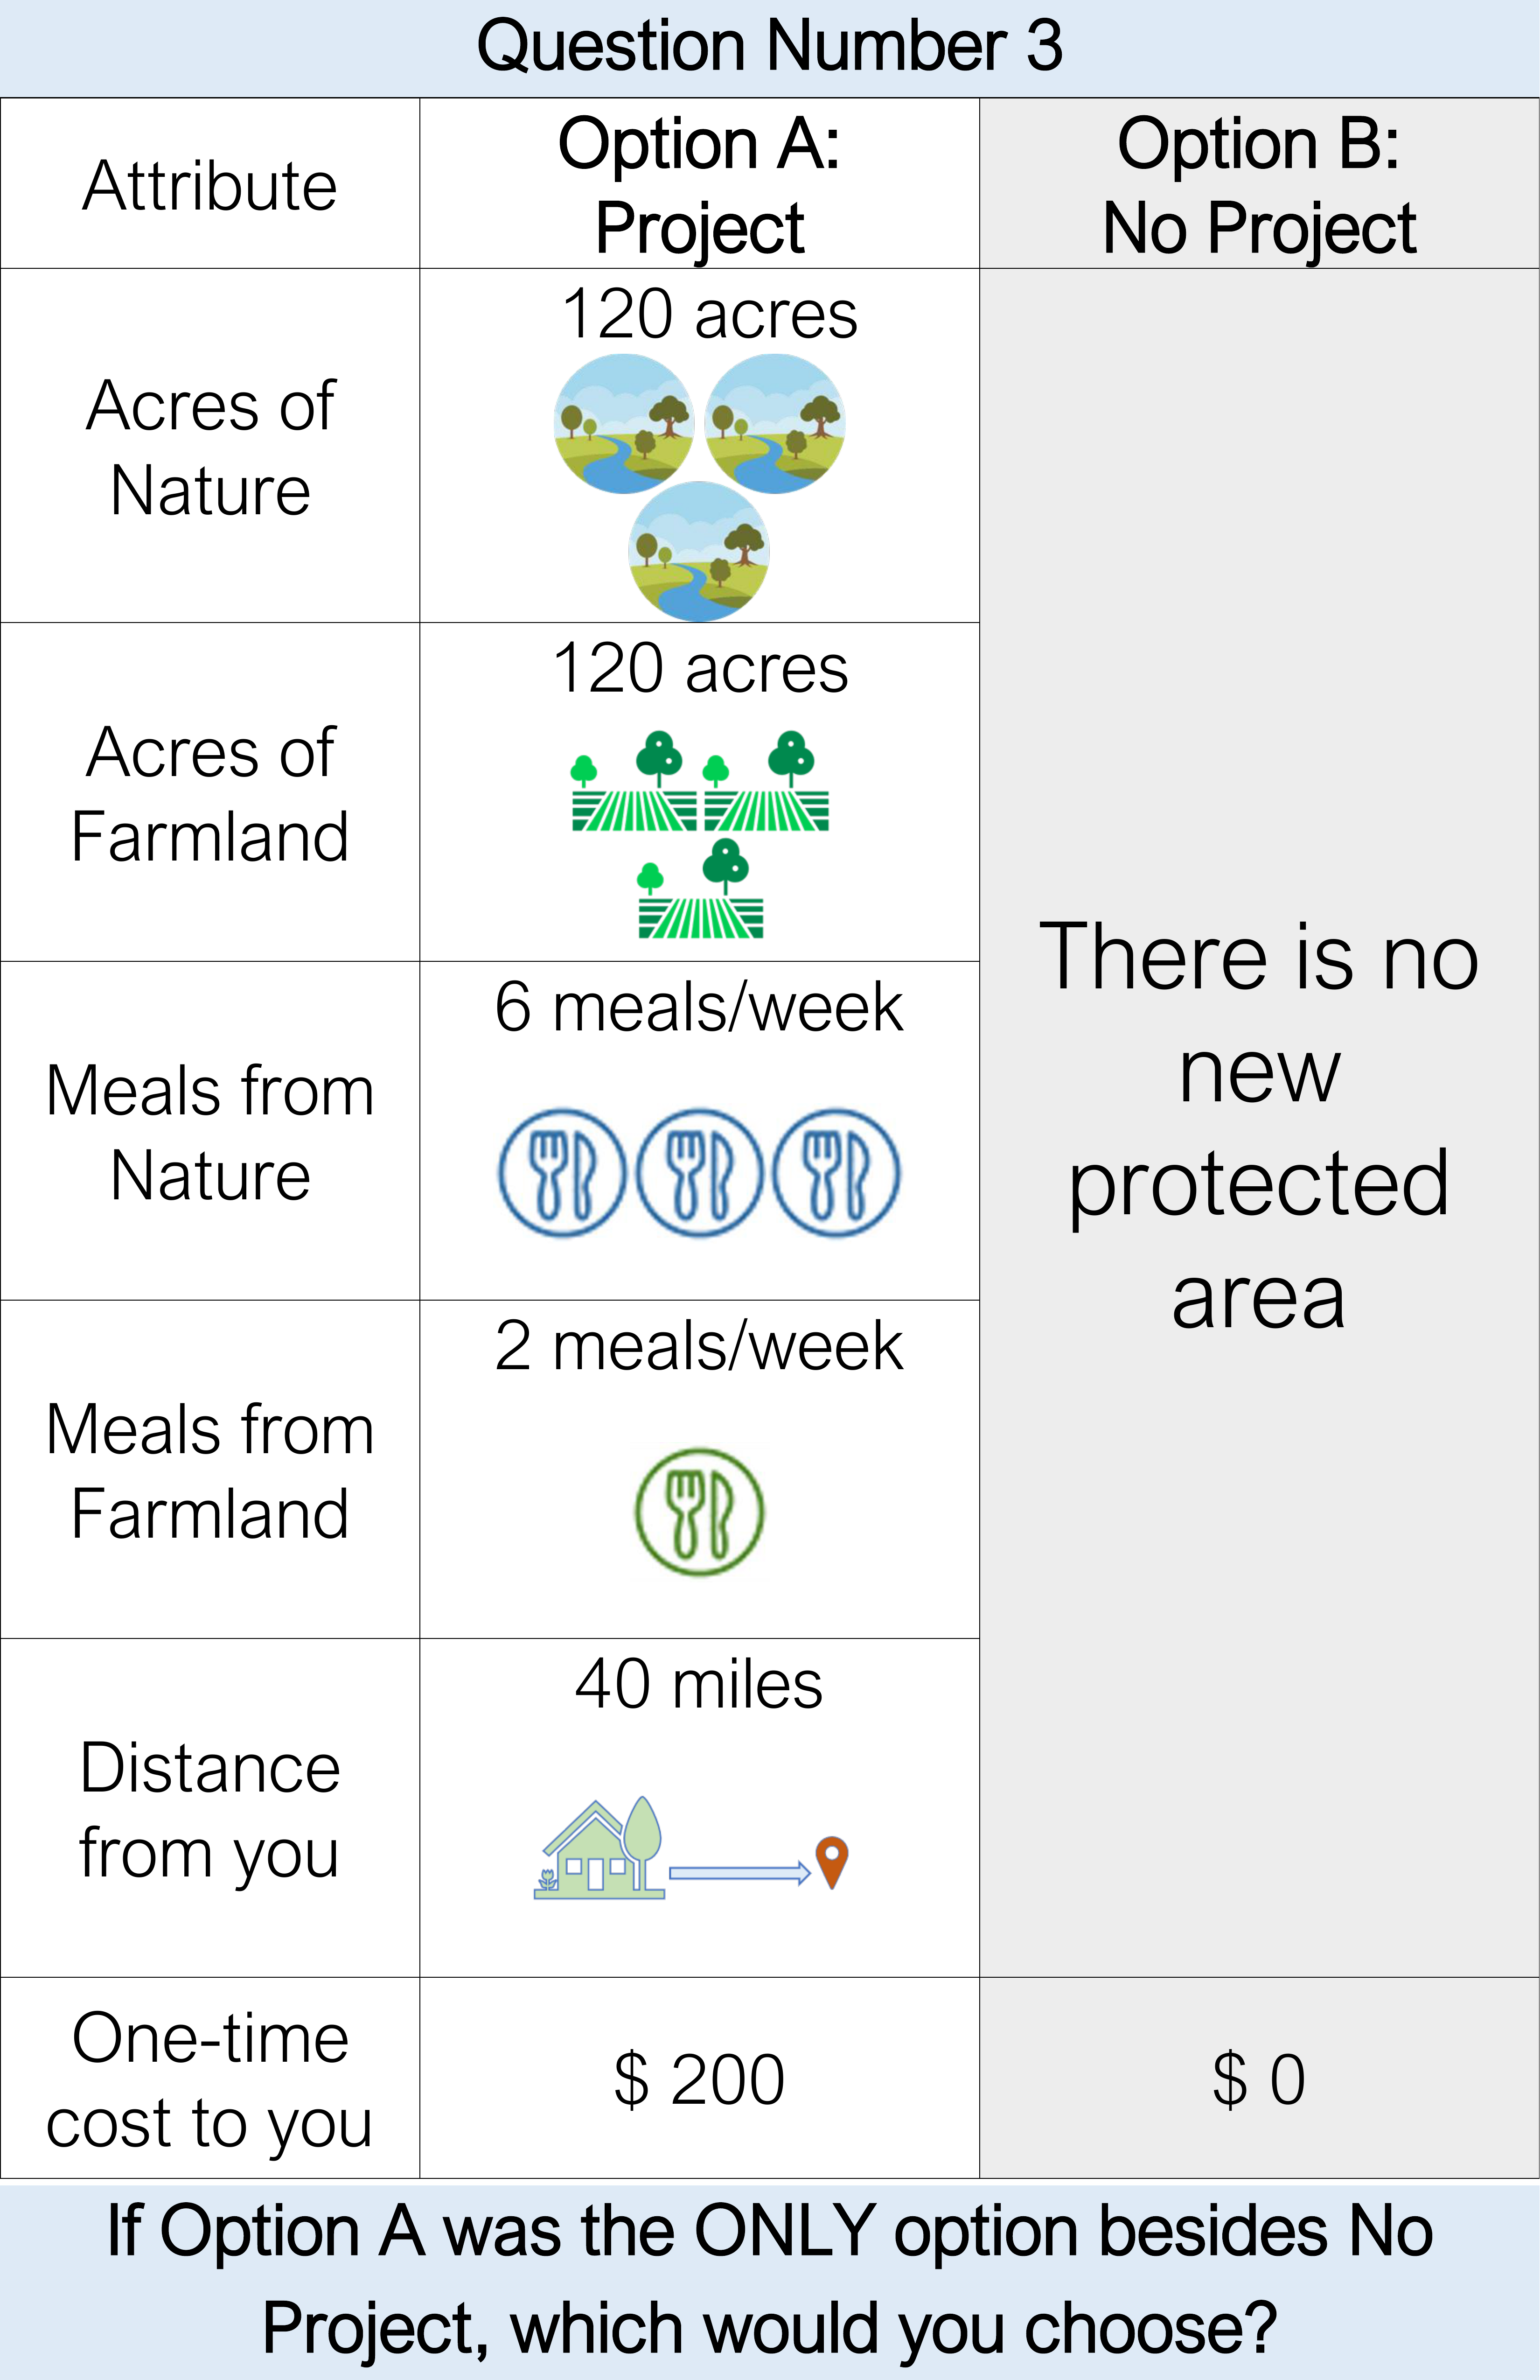 Question Number 3
Attribute
Option A:
Project
Option B:
No Project
Acres of
Nature
120 acres
Acres of
Farmland
120 acres
Meals from
Nature
6 meals/week
Meals from
Farmland
2 meals/week
Distance
from you
40 miles
There is no
new
protected
area
One-time
cost to you
$ 200
$ 0
If Option A was the ONLY option besides No
Project, which would you choose?